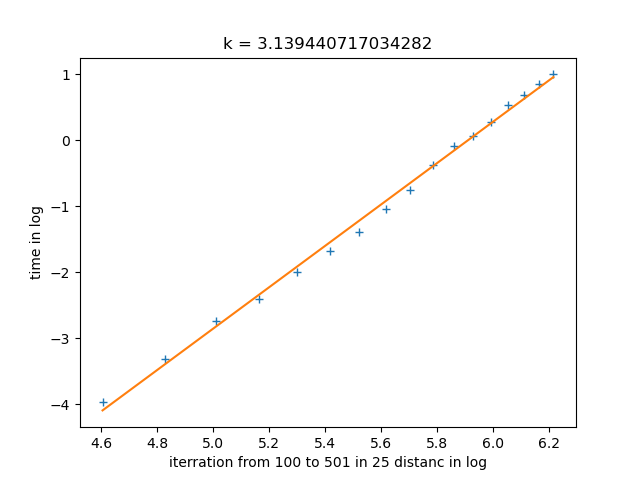 k = 3.139440717034282
1
0
−1
−2
−3
−4
time in log
4.6 4.8 5.0 5.2 5.4 5.6 5.8 6.0 6.2
iterration from 100 to 501 in 25 distanc in log